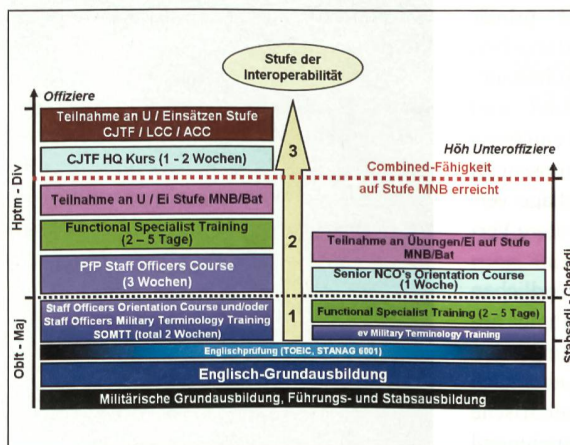 Stufe der
Interoperabilität
Offiziere
Teilnahme an U / Einsätzen Stufe
CJTF / LCC / ACC
CJTF HQ Kurs (1 - 2 Wochen)
3
Höh Unteroffiziere
Combined-Fähigkeit
auf Stufe MNB erreicht
Hptm - Div
Teilnahme an U / Ei Stufe MNB/Bat
Functional Specialist Training
(2 – 5 Tage)
2
Teilnahme an Übungen/Ei auf Stufe
MNB/Bat
PfP Staff Officers Course
(3 Wochen)
Senior NCO's Orientation Course
(1 Woche)
Oblt - Maj
Staff Officers Orientation Course und/oder
Staff Officers Military Terminology Training
SOMTT (total 2 Wochen)
1
Functional Specialist Training (2 – 5 Tage)
ev Military Terminology Training
Stabsadj - Chefadj
Englischprüfung (TOEIC, STANAG 6001)
Englisch-Grundausbildung
Militärische Grundausbildung, Führungs- und Stabsausbildung